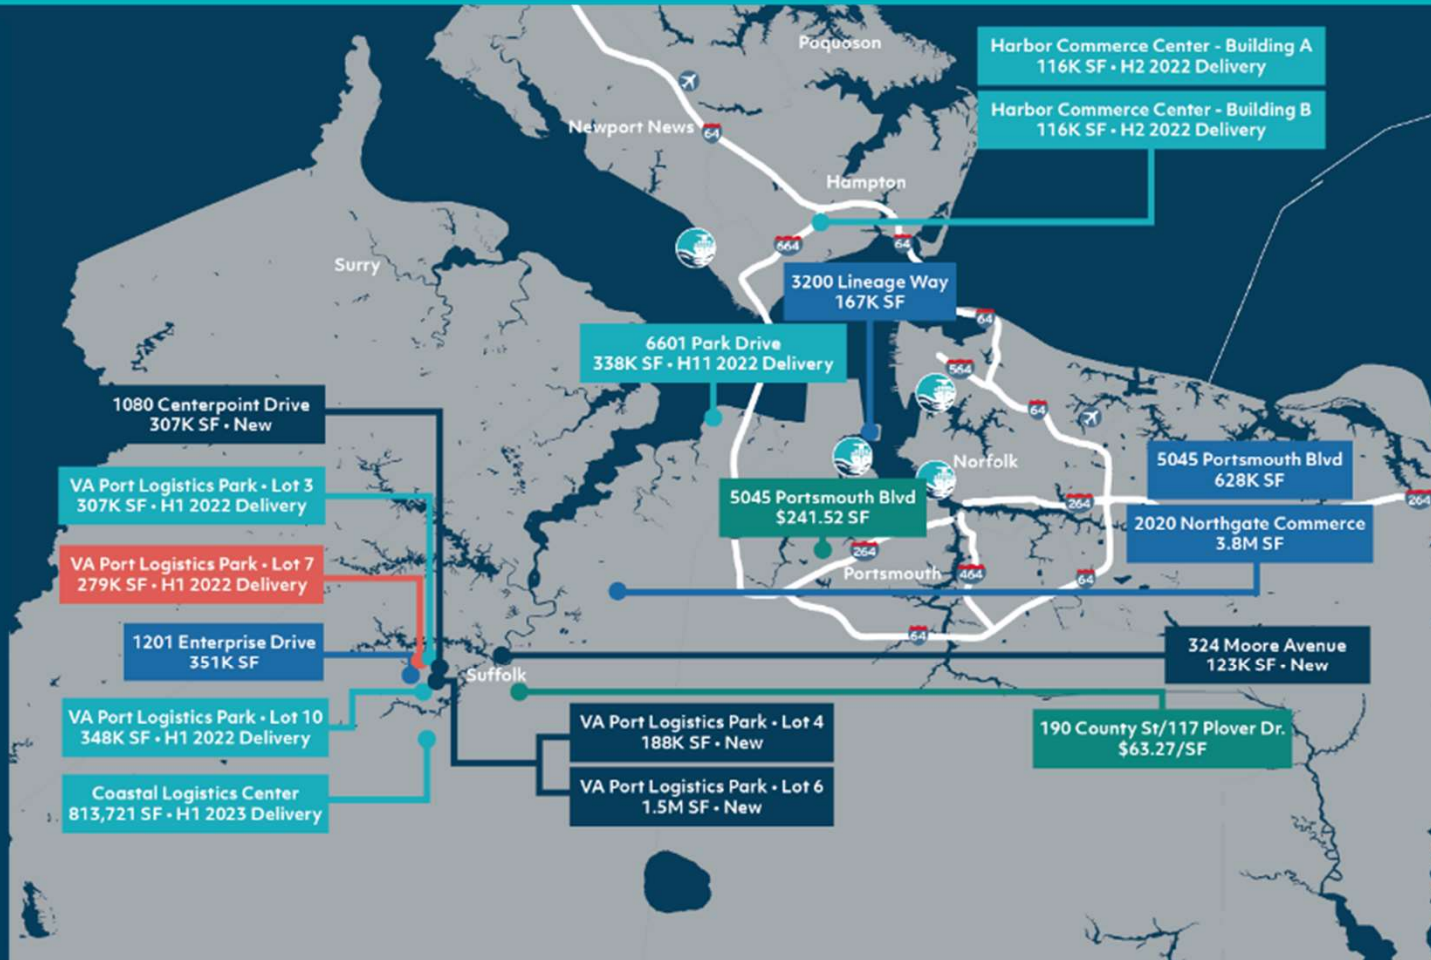 Poquoson
Harbor Commerce Center - Building A
116K SF • H2 2022 Delivery
Harbor Commerce Center - Building B
116K SF • H2 2022 Delivery
Newport News
64
Hampton
664
64
Surry
3200 Lineage Way
167K SF
64
6601 Park Drive
338K SF • H11 2022 Delivery
564
1080 Centerpoint Drive
307K SF • New
64
VA Port Logistics Park • Lot 3
307K SF • H1 2022 Delivery
Norfolk
5045 Portsmouth Blvd
628K SF
5045 Portsmouth Blvd
$241.52 SF
264
264
2020 Northgate Commerce
3.8M SF
VA Port Logistics Park • Lot 7
279K SF • H1 2022 Delivery
264
Portsmouth
464
64
1201 Enterprise Drive
351K SF
64
324 Moore Avenue
123K SF • New
Suffolk
VA Port Logistics Park • Lot 10
348K SF • H1 2022 Delivery
VA Port Logistics Park • Lot 4
188K SF • New
190 County St/117 Plover Dr.
$63.27/SF
Coastal Logistics Center
813,721 SF • H1 2023 Delivery
VA Port Logistics Park • Lot 6
1.5M SF • New